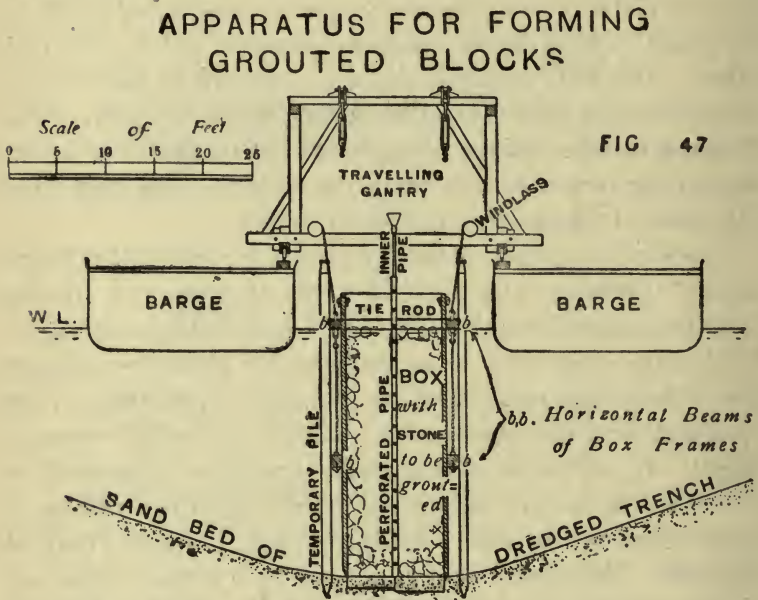 APPARATUS FOR FORMING
GROUTED BLOCKS
Scale of Feet
0 5 10 15 20 25
FIG 47
TRAVELLING
GANTRY
WINDLASS
INNER
PIPE
BARGE
TIE ROD
BARGE
W.L.
b
b
BOX
with
STONE
to be
grout=
ed
b,b. Horizontal Beams
of Box Frames
b
b
TEMPORARY PILE
PERFORATED PIPE
SAND BED OF
DREDGED TRENCH